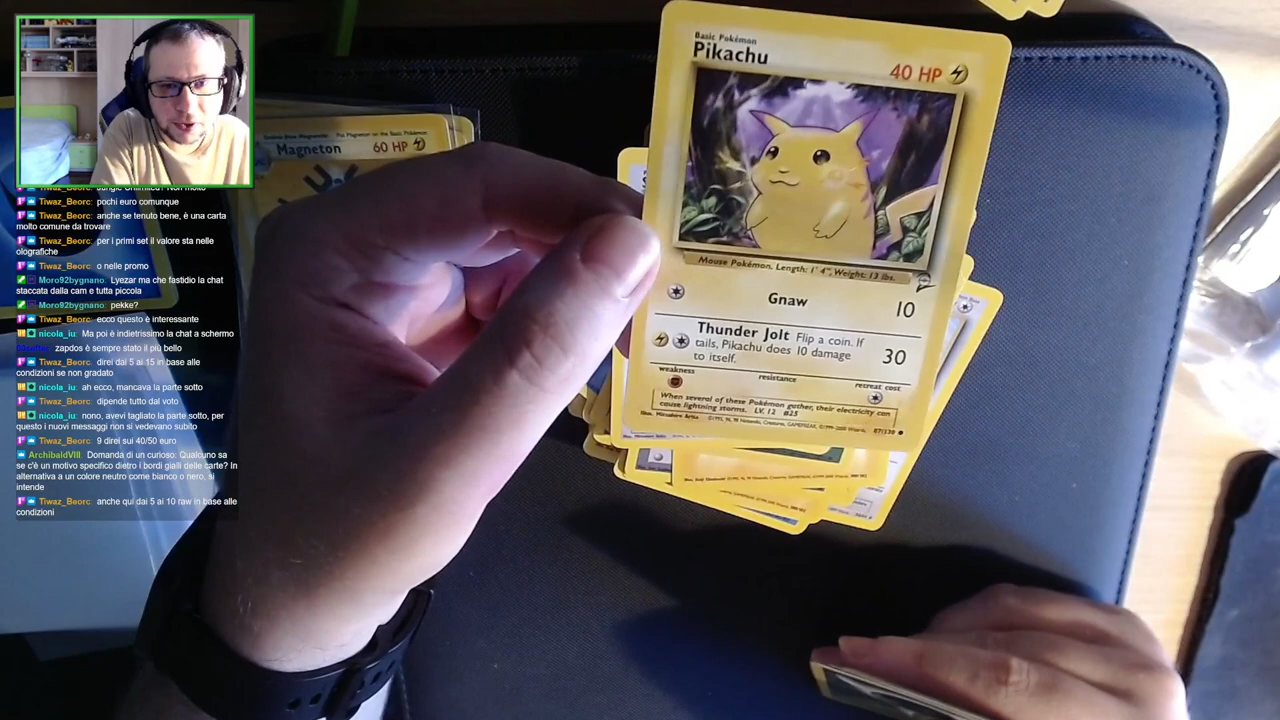 Basic Pokémon
Pikachu
40 HP
Mouse Pokémon, Length: 1' 4", Weight: 13 lbs.
Gnaw
10
Thunder Jolt Flip a coin. If
tails, Pikachu does 10 damage
to itself.
30
weakness
resistance
retreat cost
When several of these Pokémon gather, their electricity can
cause lightning storms. LV. 12 #25
87/130
Magneton
60 HP
Tiwaz_Beorc: Jungle Unlimited? Non molto
Tiwaz_Beorc: pochi euro comunque
Tiwaz_Beorc: anche se tenuto bene, è una carta
molto comune da trovare
Tiwaz_Beorc: per i primi set il valore sta nelle
olografiche
Tiwaz_Beorc: o nelle promo
Moro92bygnano: Lyezar ma che fastidio la chat
staccata dalla cam e tutta piccola
Moro92bygnano: pekke?
Tiwaz_Beorc: ecco questo è interessante
nicola_iu: Ma poi è indietrissimo la chat a schermo
zapdos è sempre stato il più bello
Tiwaz_Beorc: direi dai 5 ai 15 in base alle
condizioni se non gradato
nicola_iu: ah ecco, mancava la parte sotto
Tiwaz_Beorc: dipende tutto dal voto
nicola_iu: nono, avevi tagliato la parte sotto, per
questo i nuovi messaggi non si vedevano subito
Tiwaz_Beorc: 9 direi sui 40/50 euro
ArchibaldVIII: Domanda di un curioso: Qualcuno sa
se c'è un motivo specifico dietro i bordi gialli delle carte? In
alternativa a un colore neutro come bianco o nero, si
intende
Tiwaz_Beorc: anche qui dai 5 ai 10 raw in base alle
condizioni